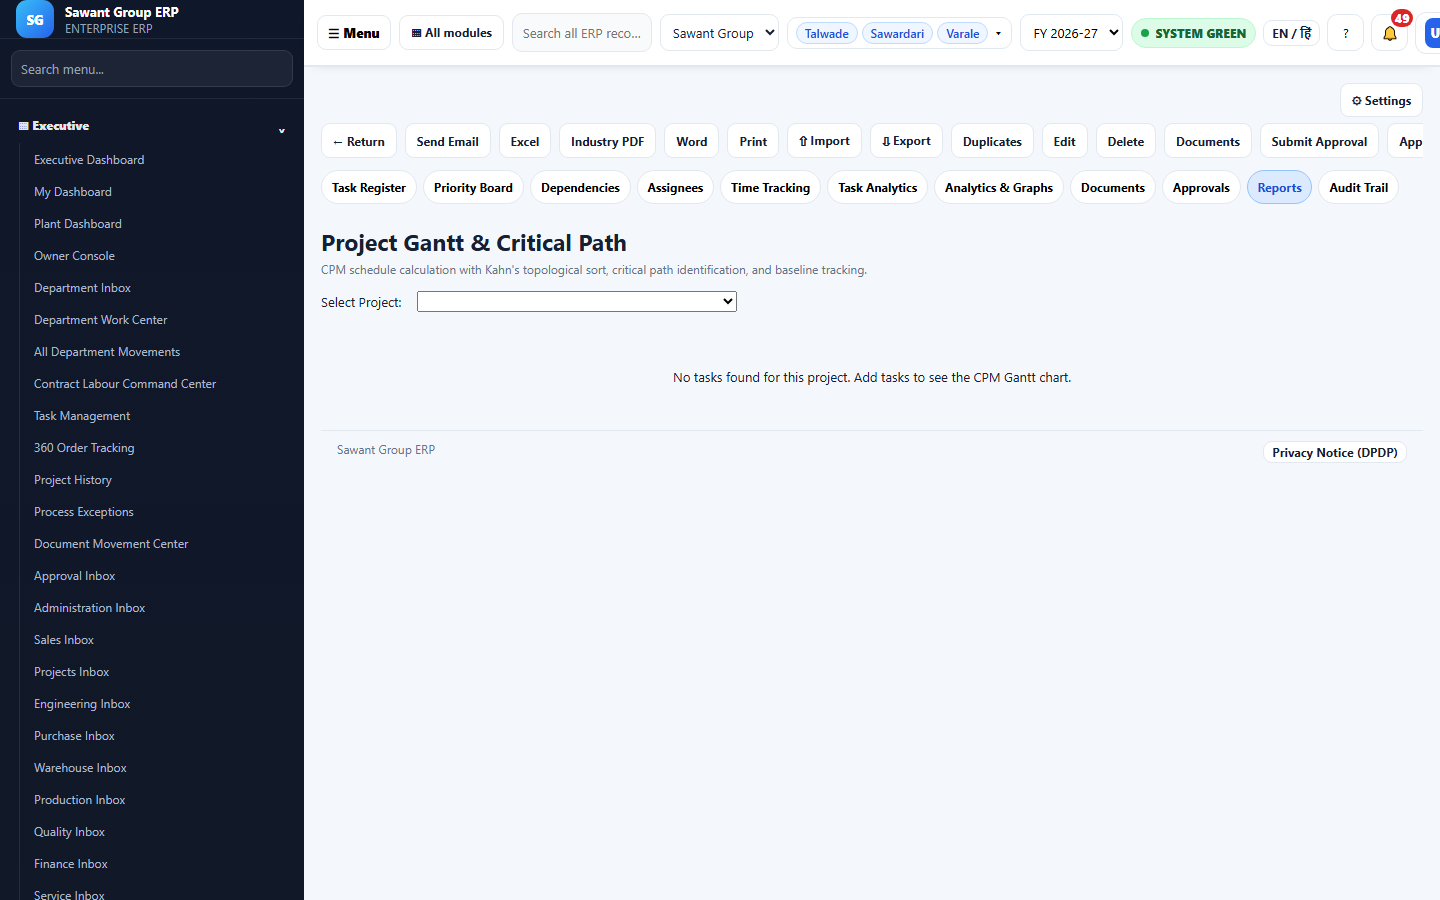 SG
Sawant Group ERP
ENTERPRISE ERP
Search menu...
Executive
Executive Dashboard
My Dashboard
Plant Dashboard
Owner Console
Department Inbox
Department Work Center
All Department Movements
Contract Labour Command Center
Task Management
360 Order Tracking
Project History
Process Exceptions
Document Movement Center
Approval Inbox
Administration Inbox
Sales Inbox
Projects Inbox
Engineering Inbox
Purchase Inbox
Warehouse Inbox
Production Inbox
Quality Inbox
Finance Inbox
Service Inbox
☰ Menu All modules Search all ERP reco... Sawant Group Talwade Sawardari Varale FY 2026-27 SYSTEM GREEN EN / हिं ? 49 U
⚙ Settings
← Return Send Email Excel Industry PDF Word Print ⇧ Import ⇩ Export Duplicates Edit Delete Documents Submit Approval App
Task Register Priority Board Dependencies Assignees Time Tracking Task Analytics Analytics & Graphs Documents Approvals Reports Audit Trail
Project Gantt & Critical Path
CPM schedule calculation with Kahn's topological sort, critical path identification, and baseline tracking.
Select Project:
No tasks found for this project. Add tasks to see the CPM Gantt chart.
Sawant Group ERP Privacy Notice (DPDP)